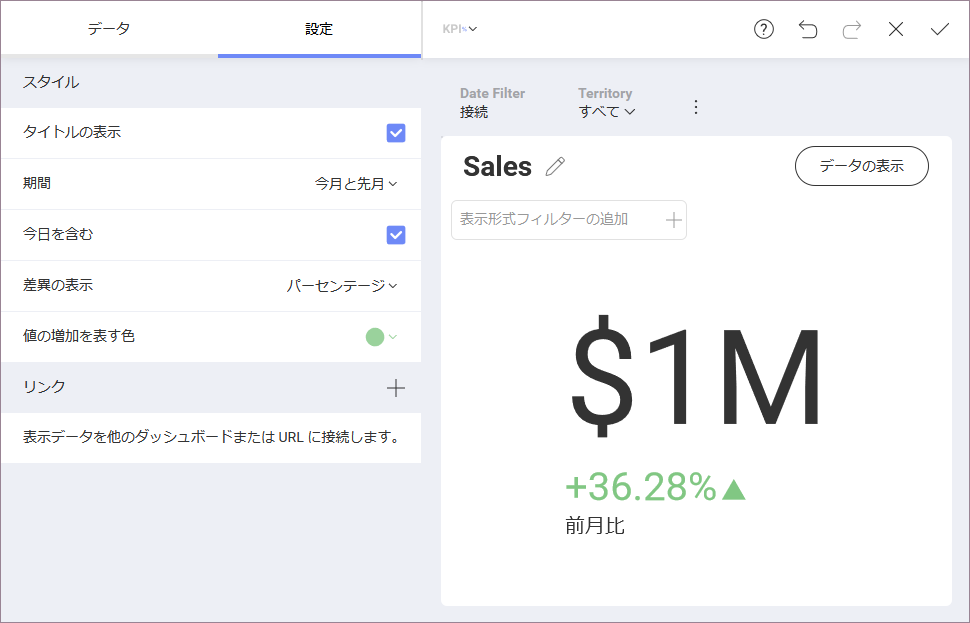 データ
設定
スタイル
タイトルの表示
期間
今月と先月
今日を含む
差異の表示
パーセンテージ
値の増加を表す色
リンク
表示データを他のダッシュボードまたは URL に接続します。
KPI
Date Filter
接続
Territory
すべて
Sales
データの表示
表示形式フィルターの追加
$1M
+36.28%▲
前月比